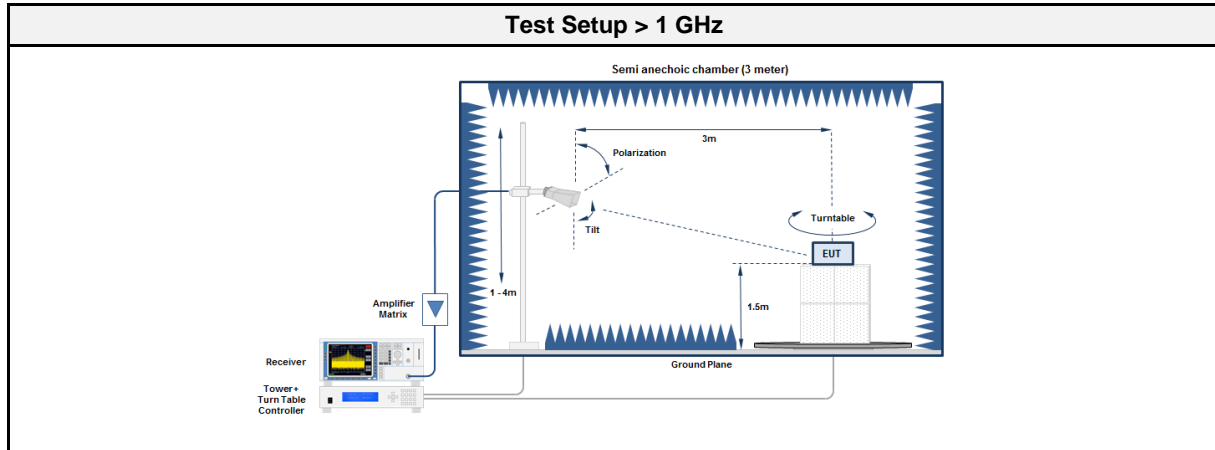 Test Setup > 1 GHz
Semi anechoic chamber (3 meter)
3m
Polarization
Turntable
Tilt
EUT
1 - 4m
1.5m
Amplifier
Matrix
Ground Plane
Receiver
Tower+
Turn Table
Controller